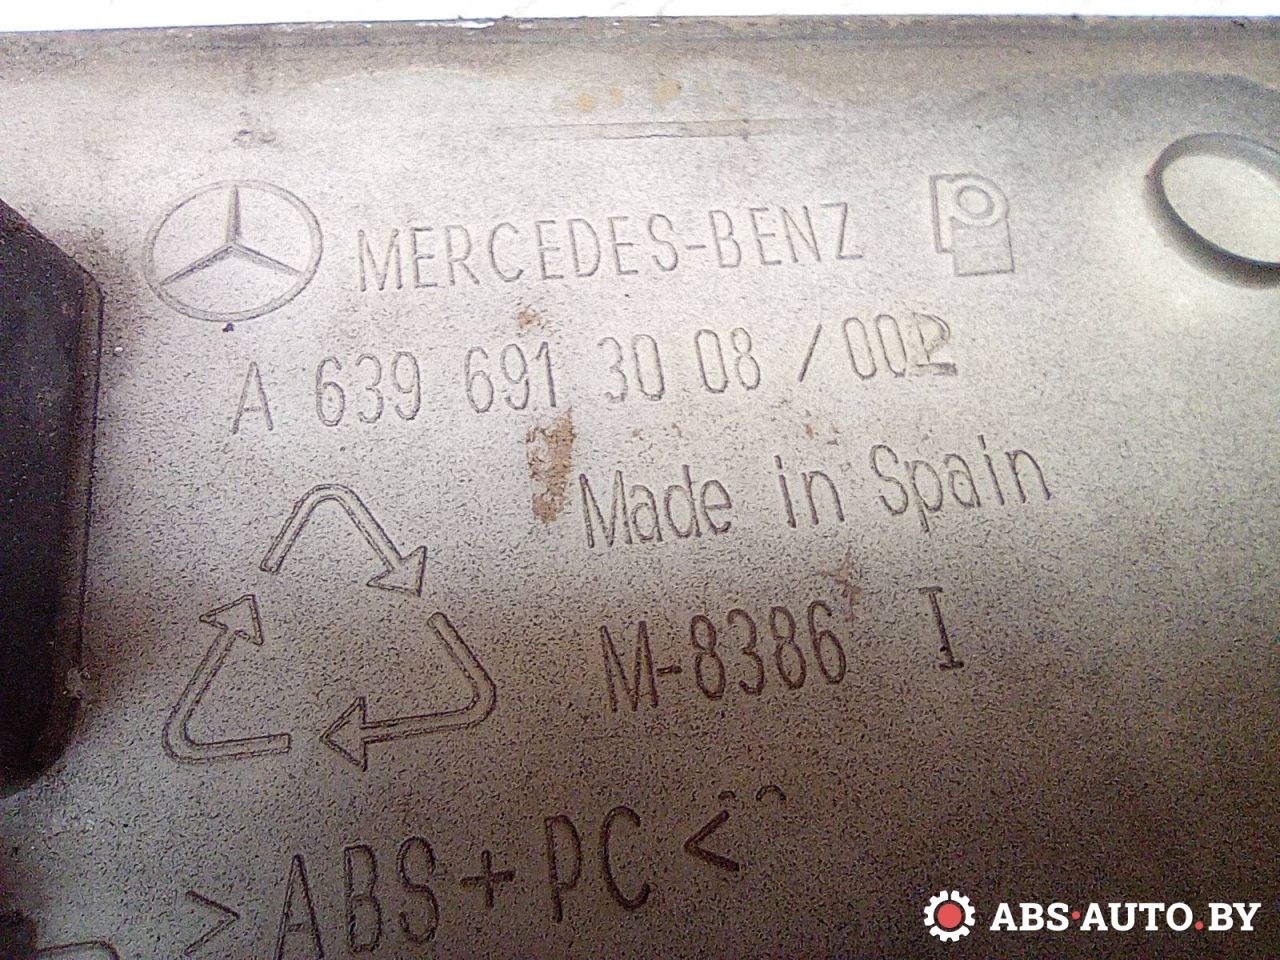 MERCEDES-BENZ
A 639 691 30 08 / 002
Made in Spain
M-8386 I
>ABS+PC<
ABS-AUTO.BY